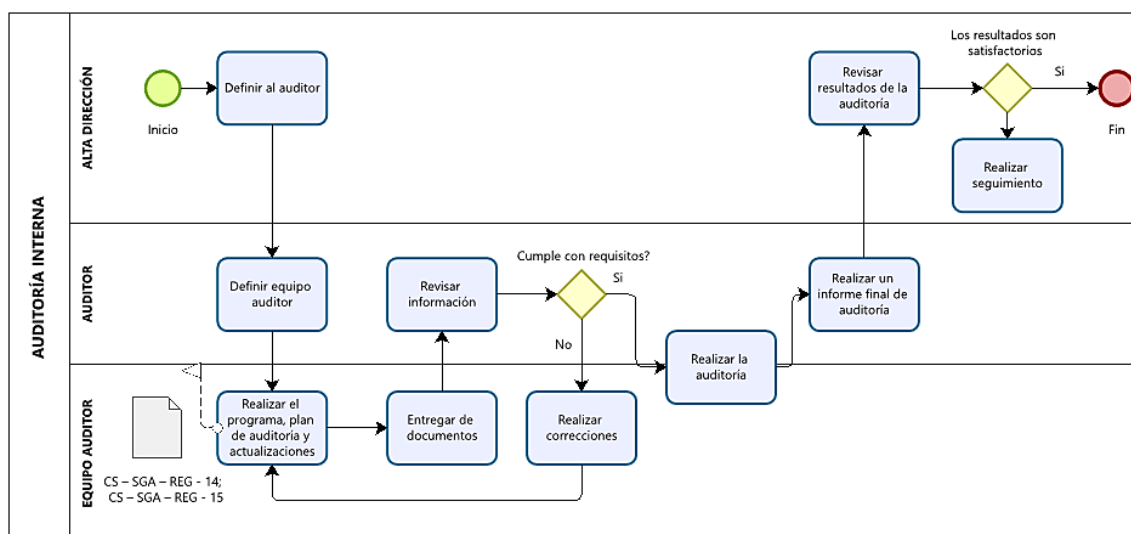 AUDITORÍA INTERNA
ALTA DIRECCIÓN
Inicio
Definir al auditor
Revisar
resultados de la
auditoría
Los resultados son
satisfactorios
Si
Fin
Realizar
seguimiento
AUDITOR
Definir equipo
auditor
Revisar
información
Cumple con requisitos?
Si
No
Realizar la
auditoría
Realizar un
informe final de
auditoría
EQUIPO AUDITOR
CS – SGA – REG - 14;
CS – SGA – REG - 15
Realizar el
programa, plan
de auditoría y
actualizaciones
Entregar de
documentos
Realizar
correcciones